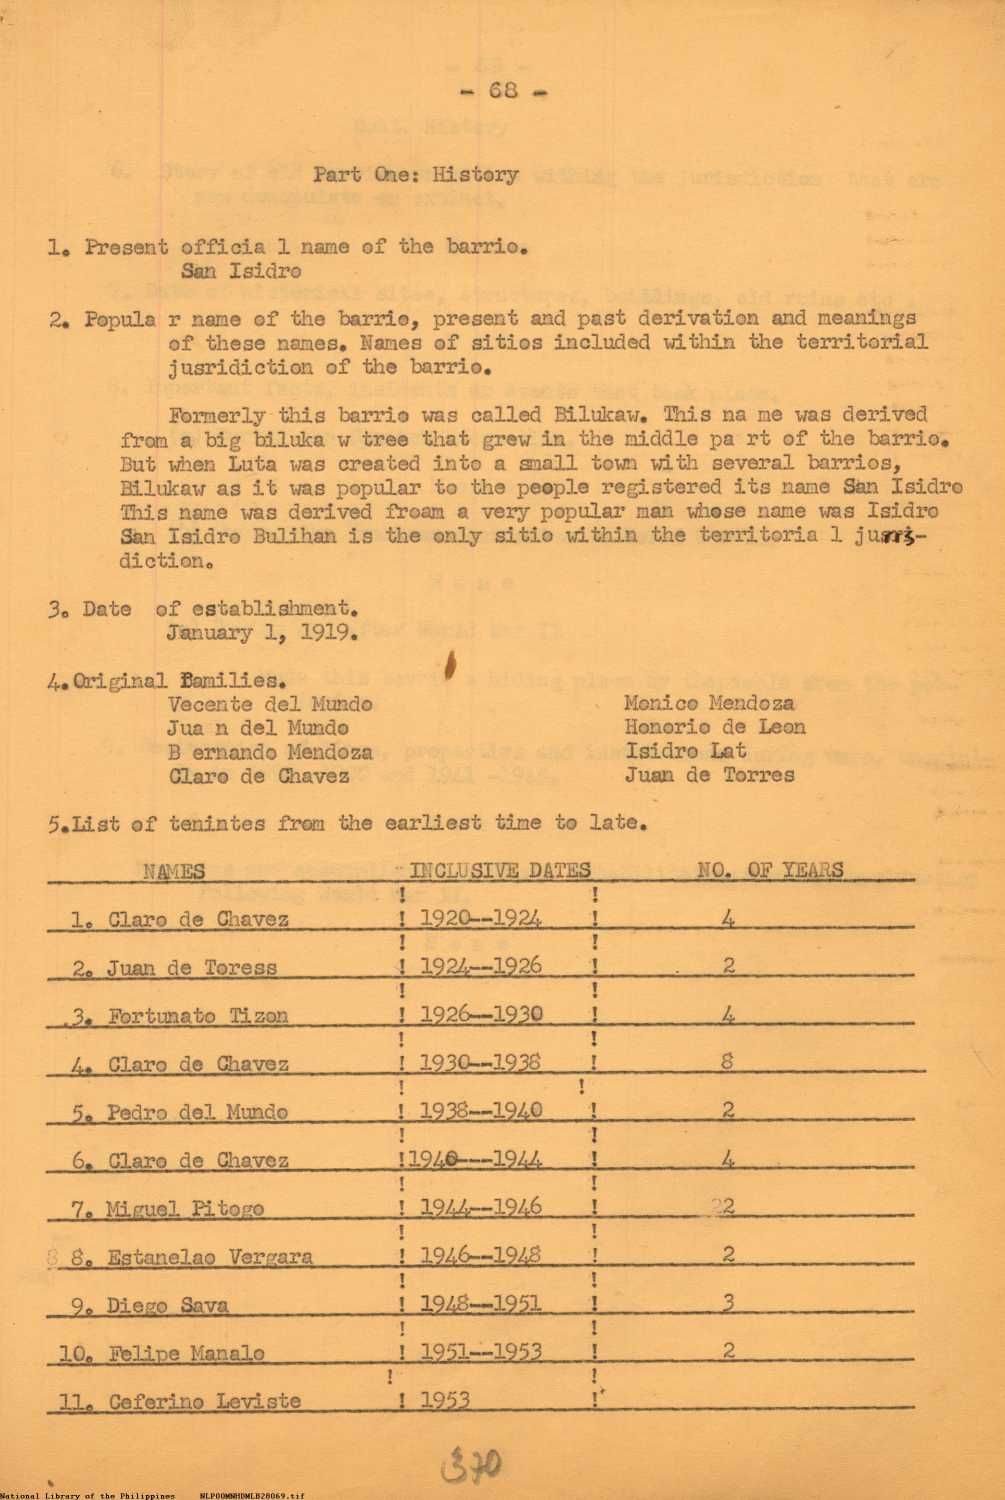 - 68 -
Part One: History
1. Present officia l name of the barrio.
San Isidro
2. Popula r name of the barrio, present and past derivation and meanings
of these names. Names of sitios included within the territorial
jusridiction of the barrio.
Formerly this barrio was called Bilukaw. This na me was derived
from a big biluka w tree that grew in the middle pa rt of the barrio.
But when Luta was created into a small town with several barrios,
Bilukaw as it was popular to the people registered its name San Isidro
This name was derived froam a very popular man whose name was Isidro
San Isidro Bulihan is the only sitio within the territoria l jusri-
diction.
3. Date of establishment.
January 1, 1919.
4. Original Families.
Vecente del Mundo Monico Mendoza
Jua n del Mundo Honorio de Leon
B ernando Mendoza Isidro Lat
Claro de Chavez Juan de Torres
5. List of tenintes from the earliest time to late.
NAMES INCLUSIVE DATES NO. OF YEARS
1. Claro de Chavez ! 1920--1924 ! 4
2. Juan de Toress ! 1924--1926 ! 2
3. Fortunato Tizon ! 1926--1930 ! 4
4. Claro de Chavez ! 1930--1938 ! 8
5. Pedro del Mundo ! 1938--1940 ! 2
6. Claro de Chavez !1940---1944 ! 4
7. Miguel Pitogo ! 1944--1946 ! 2
8. Estanelao Vergara ! 1946--1948 ! 2
9. Diego Sava ! 1948--1951 ! 3
10. Felipe Manalo ! 1951--1953 ! 2
11. Ceferino Leviste ! 1953 !
370
National Library of the Philippines NLPOOMNHDMLB28069.tif